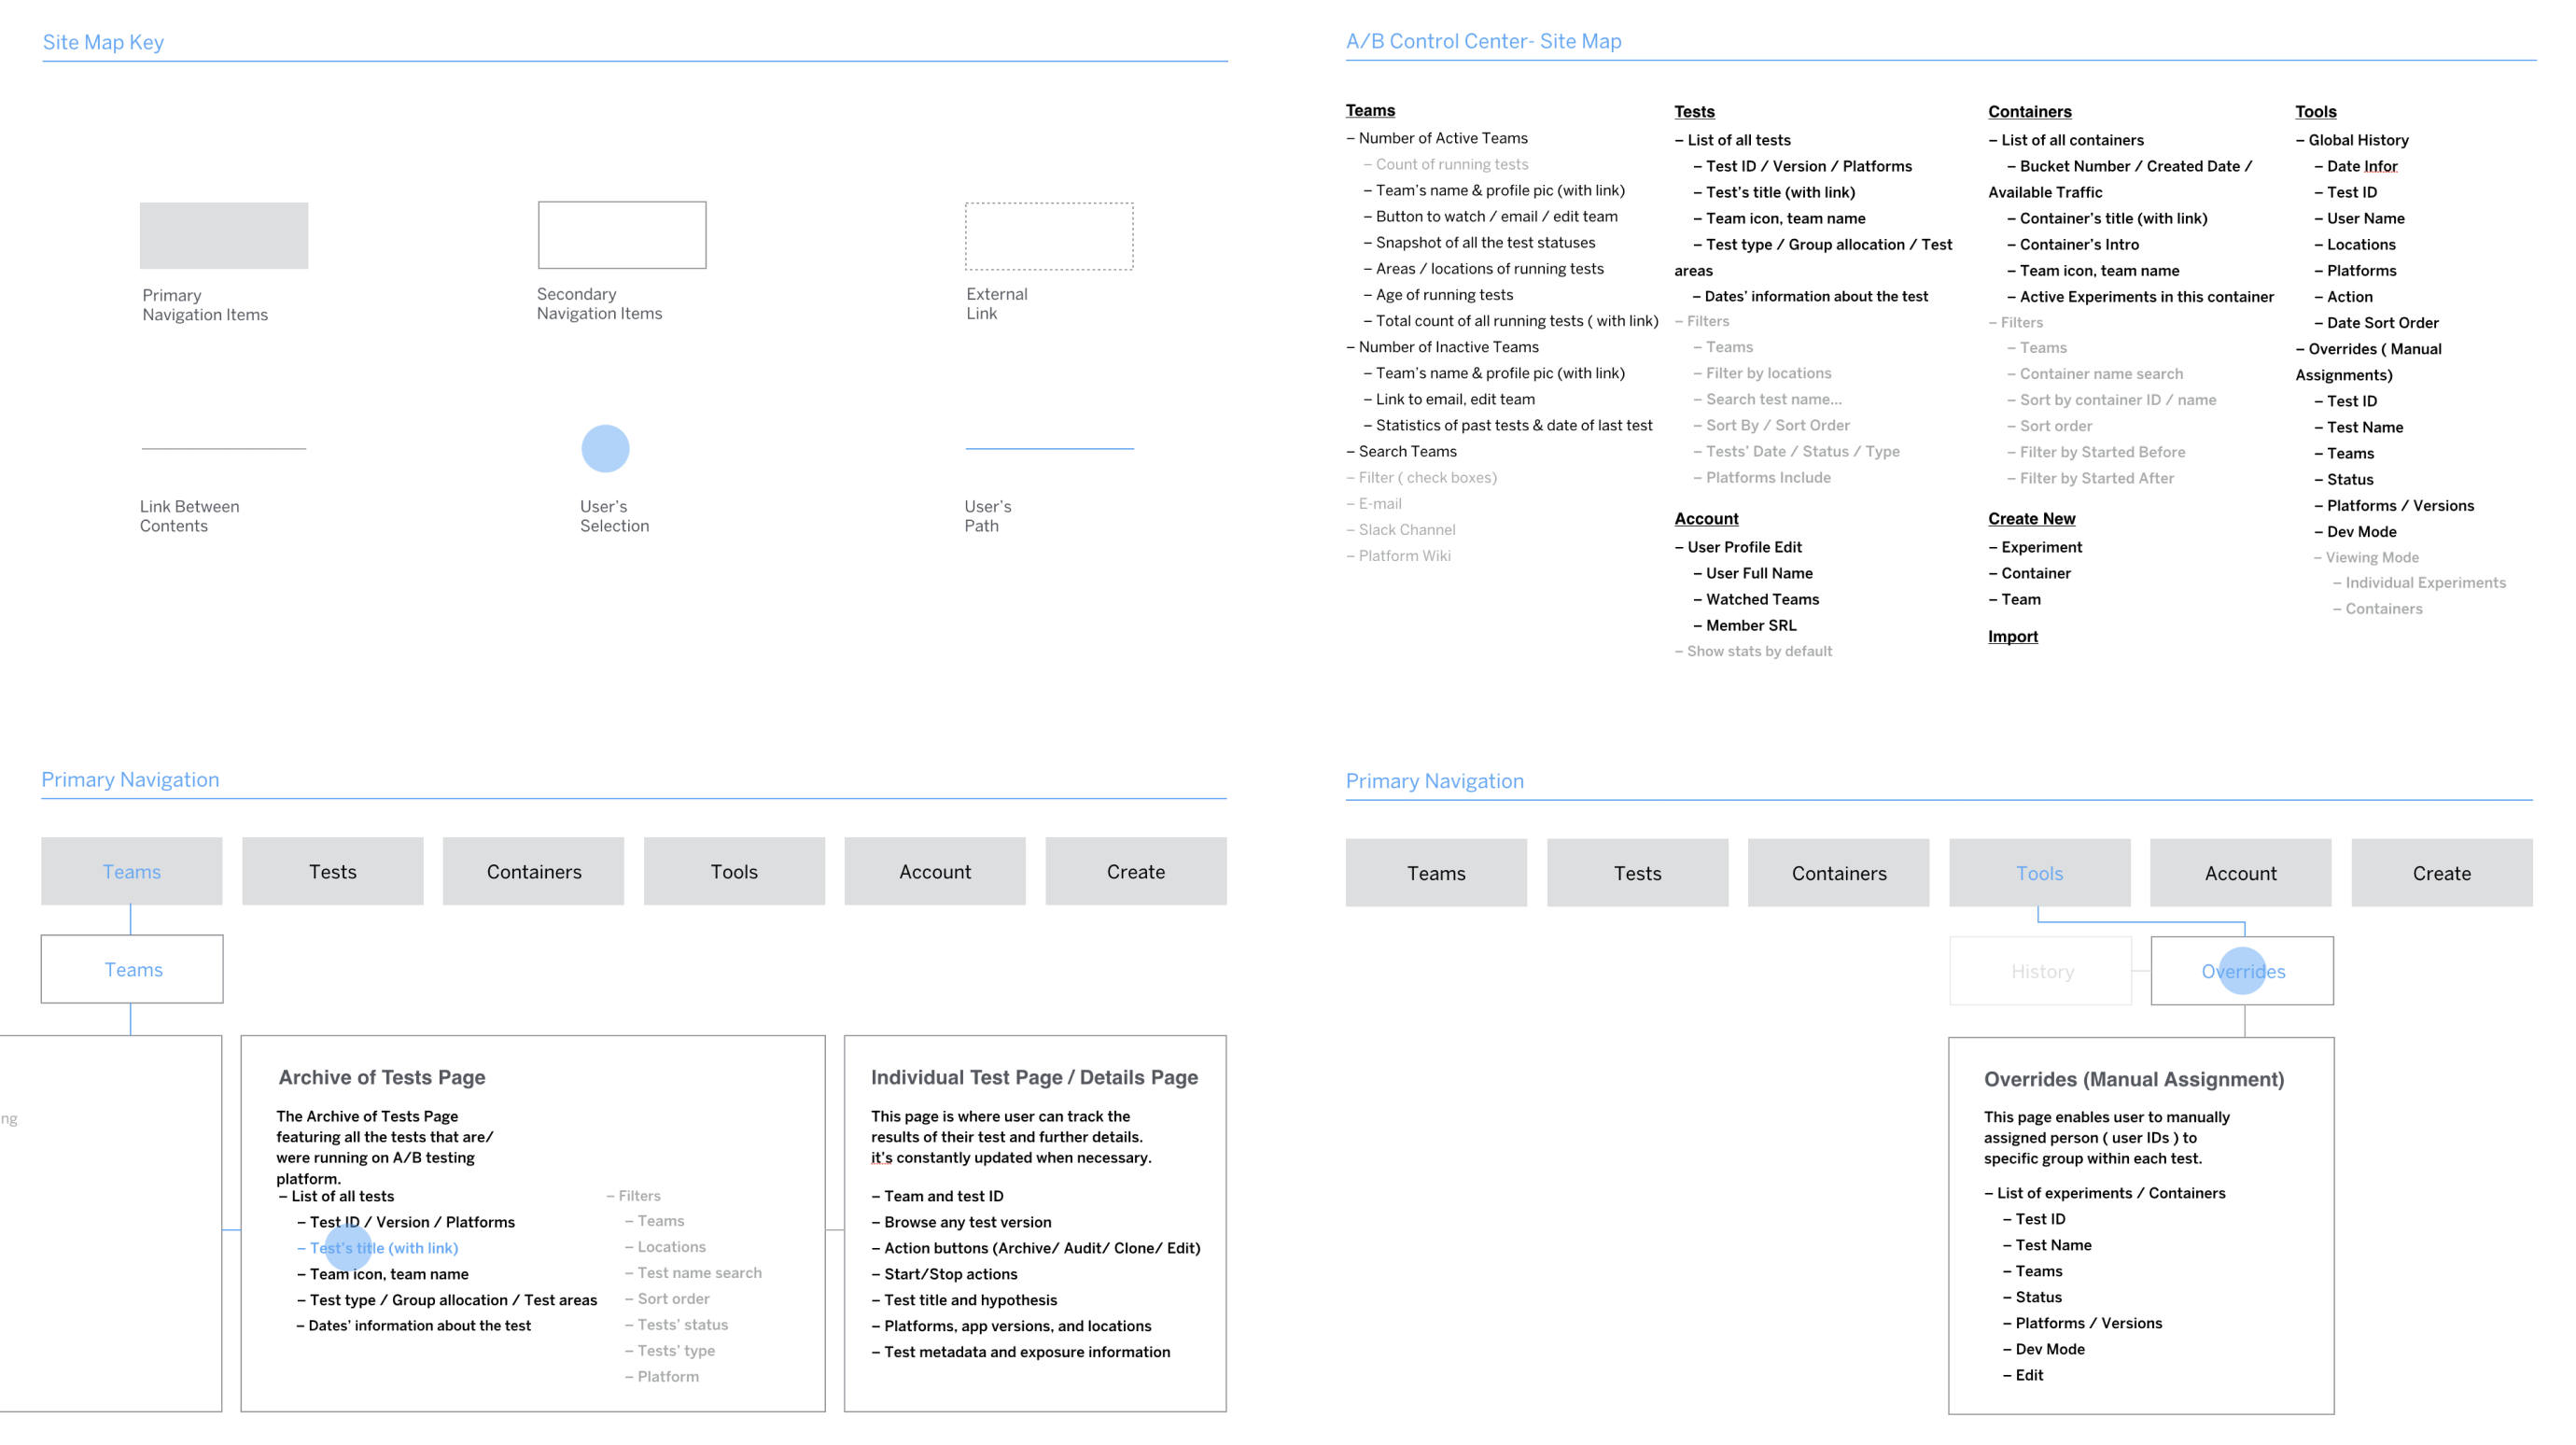 Site Map Key
Primary
Navigation Items
Secondary
Navigation Items
External
Link
Link Between
Contents
User's
Selection
User's
Path
A/B Control Center- Site Map
Teams
– Number of Active Teams
– Count of running tests
– Team's name & profile pic (with link)
– Button to watch / email / edit team
– Snapshot of all the test statuses
– Areas / locations of running tests
– Age of running tests
– Total count of all running tests ( with link)
– Number of Inactive Teams
– Team's name & profile pic (with link)
– Link to email, edit team
– Statistics of past tests & date of last test
– Search Teams
– Filter ( check boxes)
– E-mail
– Slack Channel
– Platform Wiki
Tests
– List of all tests
– Test ID / Version / Platforms
– Test's title (with link)
– Team icon, team name
– Test type / Group allocation / Test
areas
– Dates' information about the test
– Filters
– Teams
– Filter by locations
– Search test name...
– Sort By / Sort Order
– Tests' Date / Status / Type
– Platforms Include
Account
– User Profile Edit
– User Full Name
– Watched Teams
– Member SRL
– Show stats by default
Containers
– List of all containers
– Bucket Number / Created Date /
Available Traffic
– Container's title (with link)
– Container's Intro
– Team icon, team name
– Active Experiments in this container
– Filters
– Teams
– Container name search
– Sort by container ID / name
– Sort order
– Filter by Started Before
– Filter by Started After
Create New
– Experiment
– Container
– Team
Import
Tools
– Global History
– Date Infor
– Test ID
– User Name
– Locations
– Platforms
– Action
– Date Sort Order
– Overrides ( Manual
Assignments)
– Test ID
– Test Name
– Teams
– Status
– Platforms / Versions
– Dev Mode
– Viewing Mode
– Individual Experiments
– Containers
Primary Navigation
Teams
Tests
Containers
Tools
Account
Create
Teams
ng
Archive of Tests Page
The Archive of Tests Page
featuring all the tests that are/
were running on A/B testing
platform.
– List of all tests
– Test ID / Version / Platforms
– Test's title (with link)
– Team icon, team name
– Test type / Group allocation / Test areas
– Dates' information about the test
– Filters
– Teams
– Locations
– Test name search
– Sort order
– Tests' status
– Tests' type
– Platform
Individual Test Page / Details Page
This page is where user can track the
results of their test and further details.
it's constantly updated when necessary.
– Team and test ID
– Browse any test version
– Action buttons (Archive/ Audit/ Clone/ Edit)
– Start/Stop actions
– Test title and hypothesis
– Platforms, app versions, and locations
– Test metadata and exposure information
Primary Navigation
Teams
Tests
Containers
Tools
Account
Create
History
Overrides
Overrides (Manual Assignment)
This page enables user to manually
assigned person ( user IDs ) to
specific group within each test.
– List of experiments / Containers
– Test ID
– Test Name
– Teams
– Status
– Platforms / Versions
– Dev Mode
– Edit